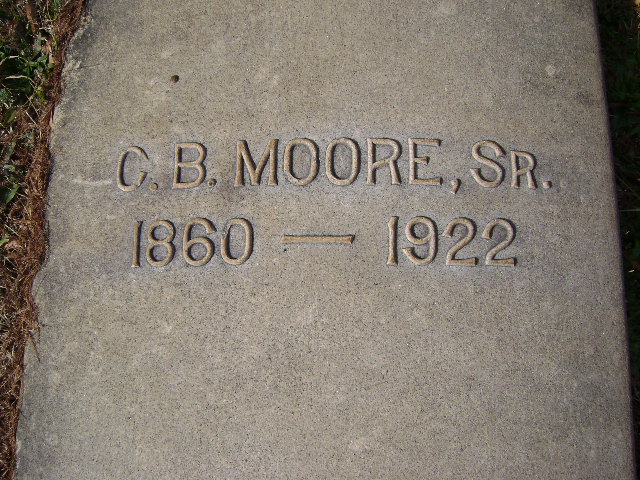 C. B. MOORE, SR.
1860 — 1922